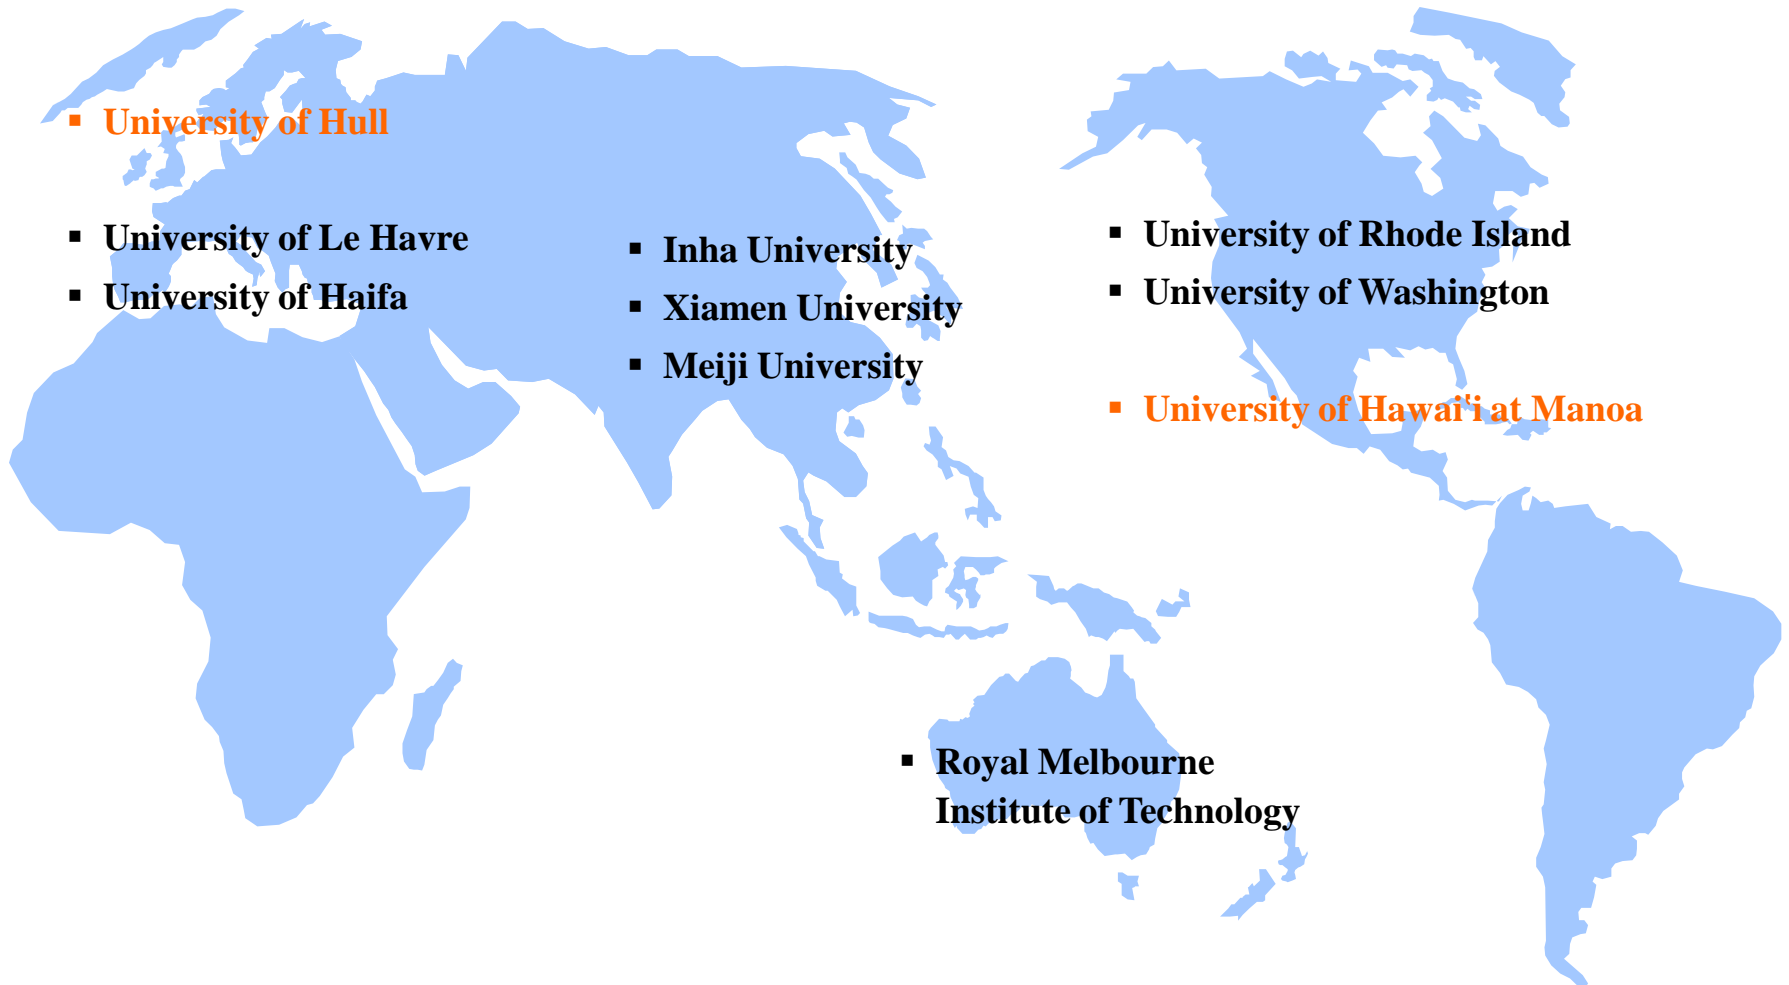 ▪ University of Hull
▪ University of Le Havre
▪ University of Haifa
▪ Inha University
▪ Xiamen University
▪ Meiji University
▪ University of Rhode Island
▪ University of Washington
▪ University of Hawai'i at Manoa
▪ Royal Melbourne
Institute of Technology